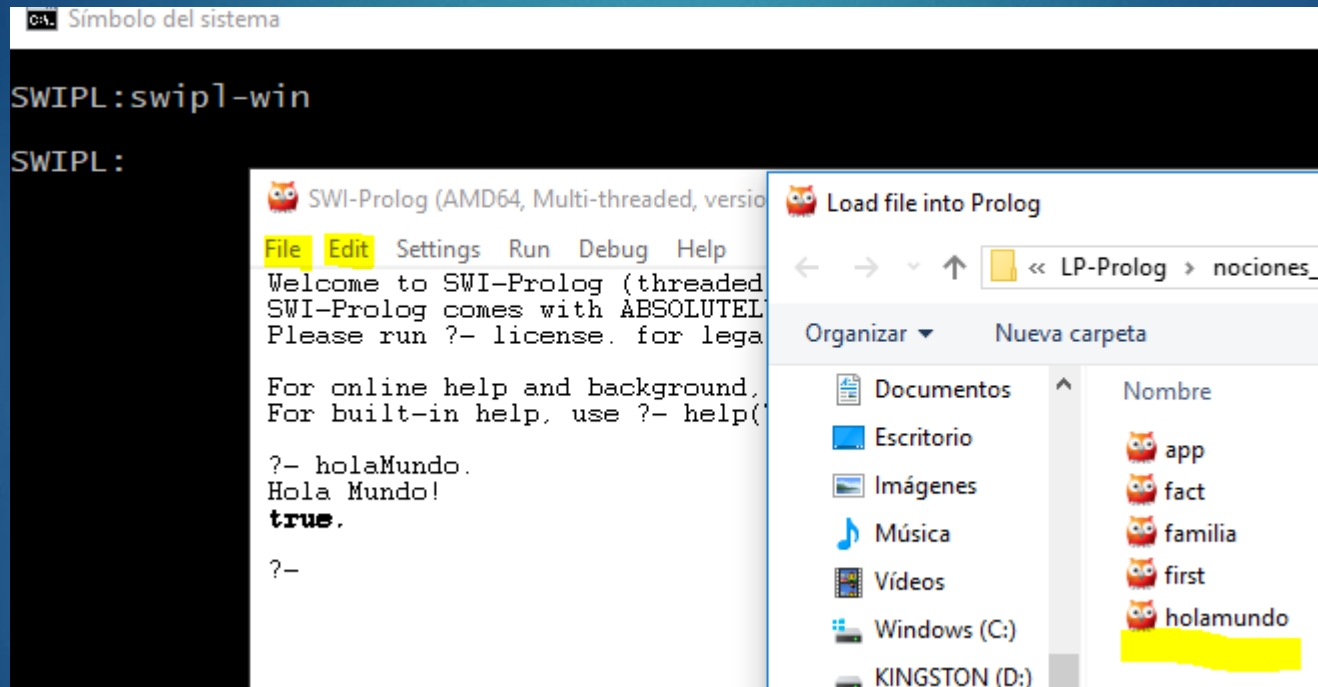 Símbolo del sistema
SWIPL:swipl-win
SWIPL:
SWI-Prolog (AMD64, Multi-threaded, versio
File Edit Settings Run Debug Help
Welcome to SWI-Prolog (threaded
SWI-Prolog comes with ABSOLUTEL
Please run ?- license. for lega
For online help and background,
For built-in help, use ?- help(
?- holaMundo.
Hola Mundo!
true.
?-
Load file into Prolog
« LP-Prolog › nociones_
Organizar Nueva carpeta
Documentos
Escritorio
Imágenes
Música
Vídeos
Windows (C:)
KINGSTON (D:)
Nombre
app
fact
familia
first
holamundo